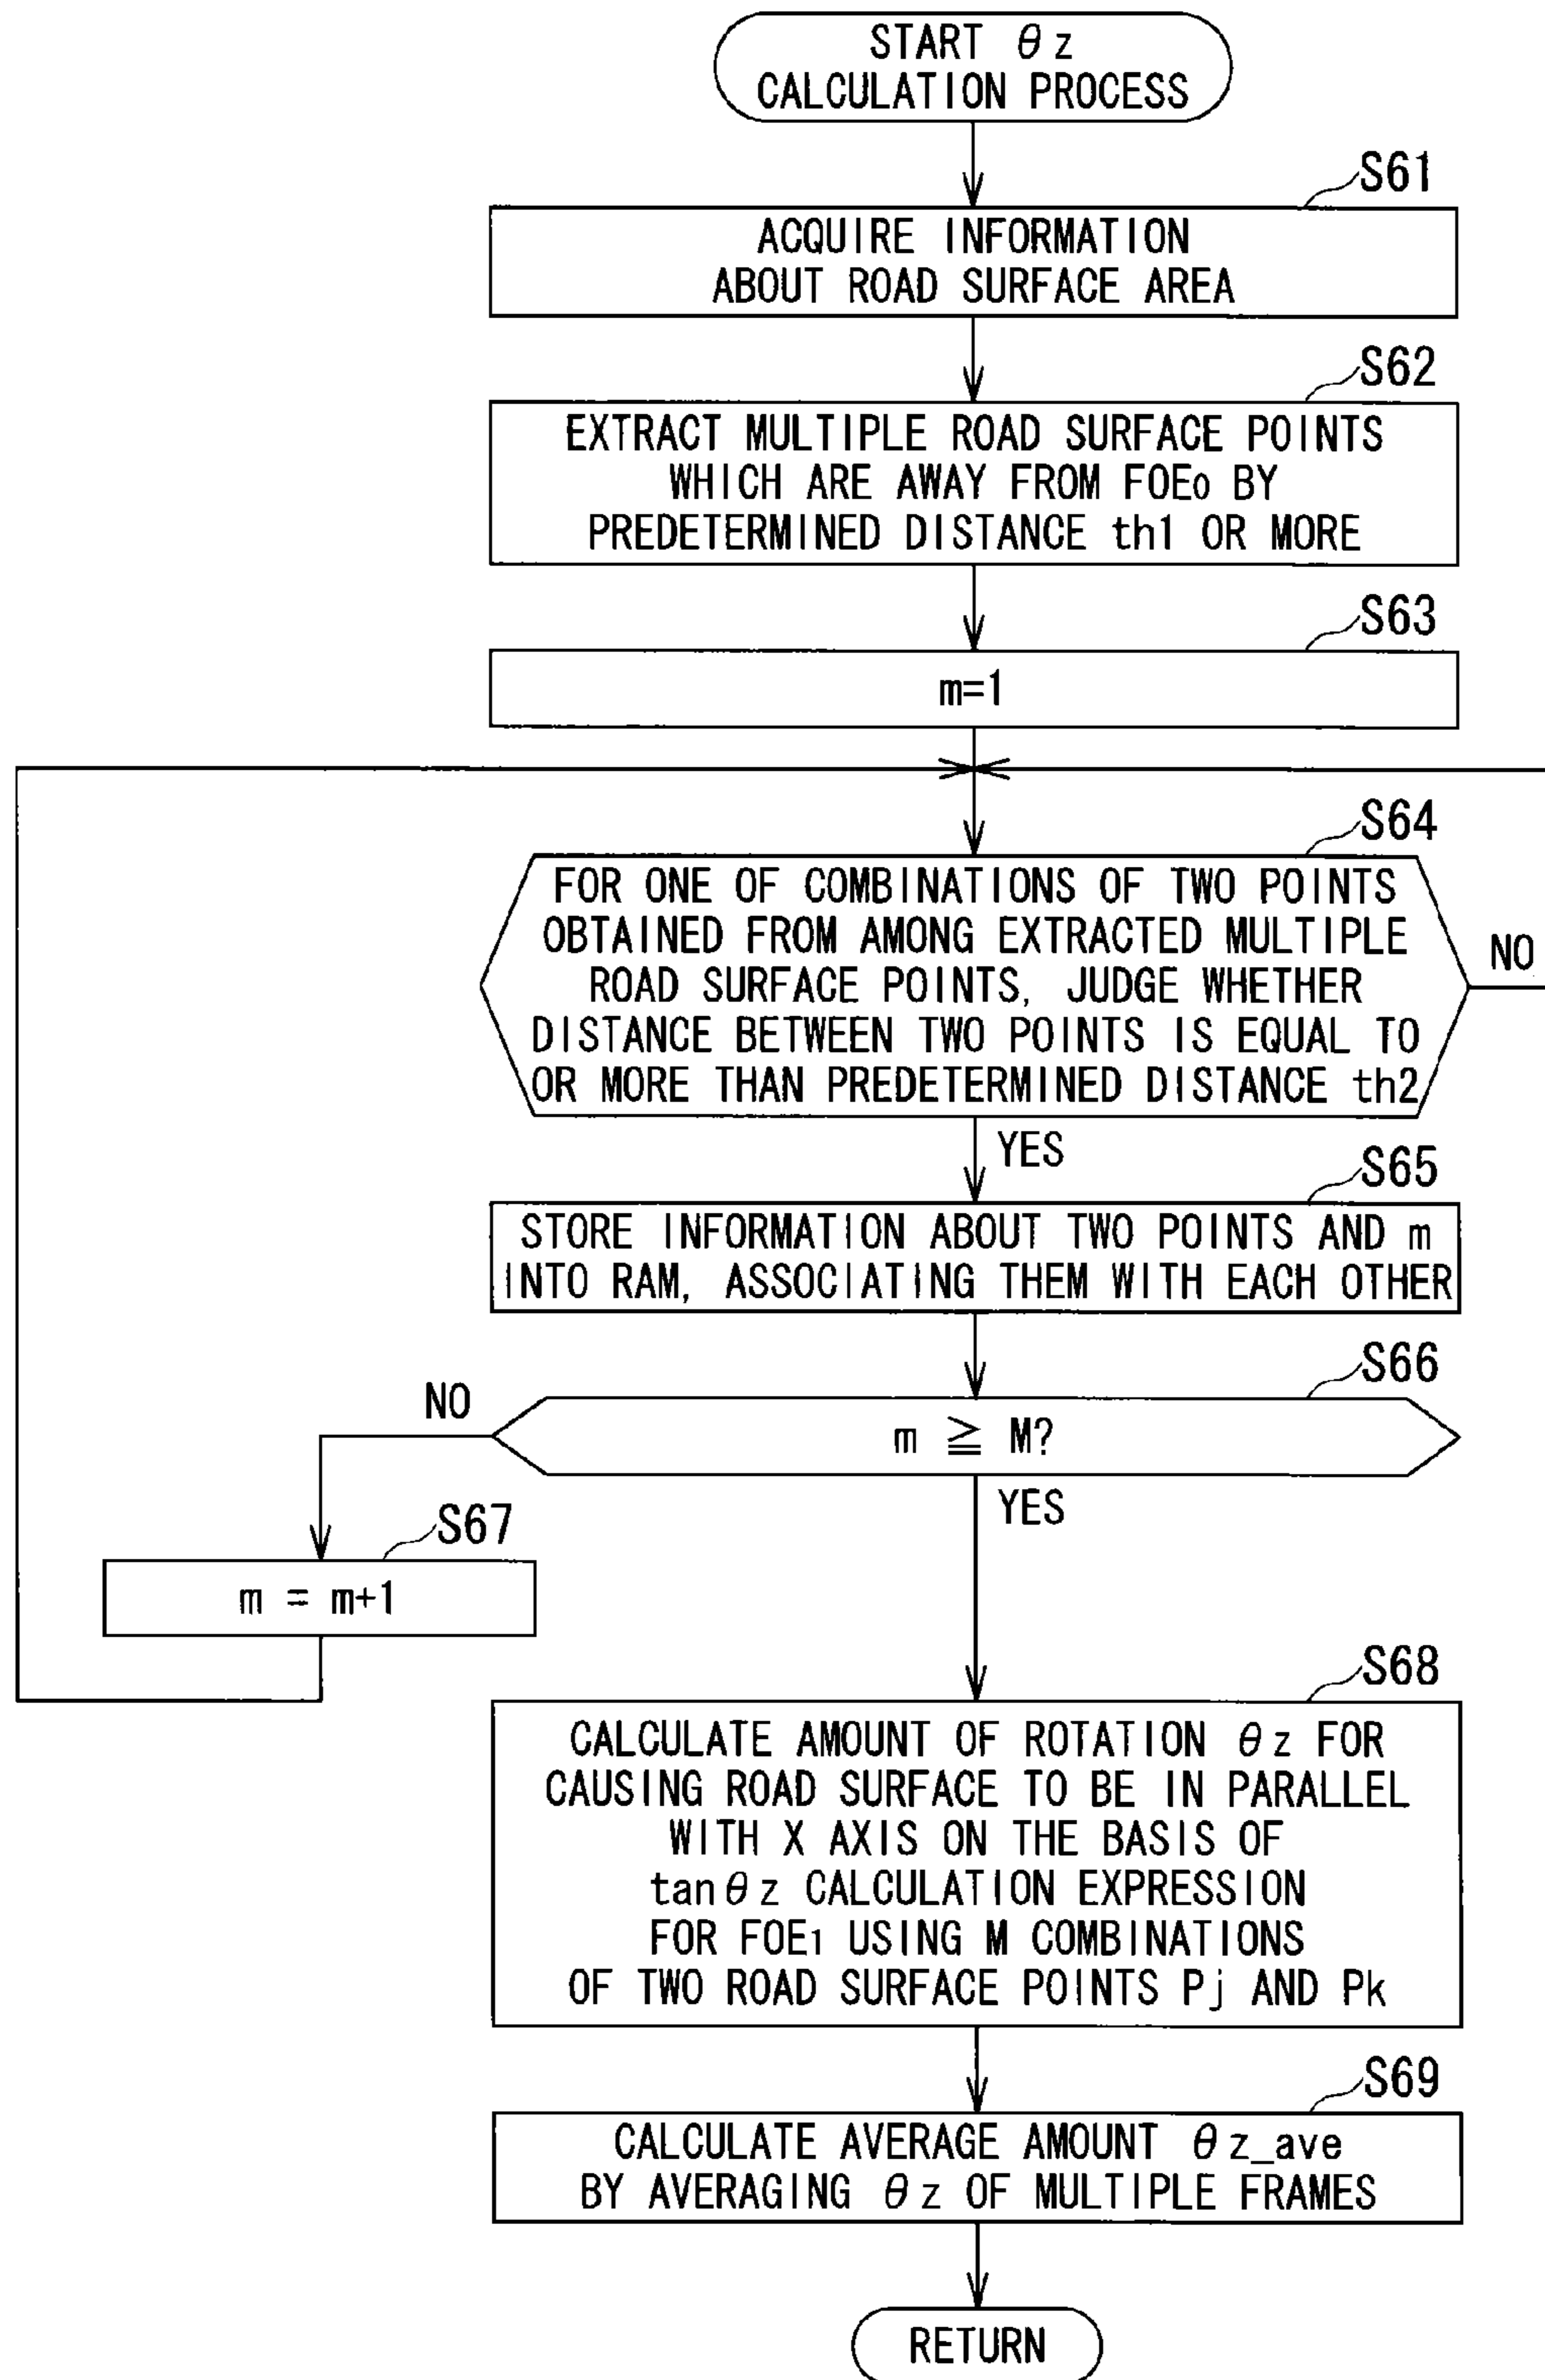 START θz
CALCULATION PROCESS
S61
ACQUIRE INFORMATION
ABOUT ROAD SURFACE AREA
S62
EXTRACT MULTIPLE ROAD SURFACE POINTS
WHICH ARE AWAY FROM FOE₀ BY
PREDETERMINED DISTANCE th1 OR MORE
S63
m=1
S64
FOR ONE OF COMBINATIONS OF TWO POINTS
OBTAINED FROM AMONG EXTRACTED MULTIPLE
ROAD SURFACE POINTS, JUDGE WHETHER
DISTANCE BETWEEN TWO POINTS IS EQUAL TO
OR MORE THAN PREDETERMINED DISTANCE th2
NO
YES
S65
STORE INFORMATION ABOUT TWO POINTS AND m
INTO RAM, ASSOCIATING THEM WITH EACH OTHER
S66
NO
m ≧ M?
YES
S67
m = m+1
S68
CALCULATE AMOUNT OF ROTATION θz FOR
CAUSING ROAD SURFACE TO BE IN PARALLEL
WITH X AXIS ON THE BASIS OF
tanθz CALCULATION EXPRESSION
FOR FOE₁ USING M COMBINATIONS
OF TWO ROAD SURFACE POINTS Pj AND Pk
S69
CALCULATE AVERAGE AMOUNT θz_ave
BY AVERAGING θz OF MULTIPLE FRAMES
RETURN